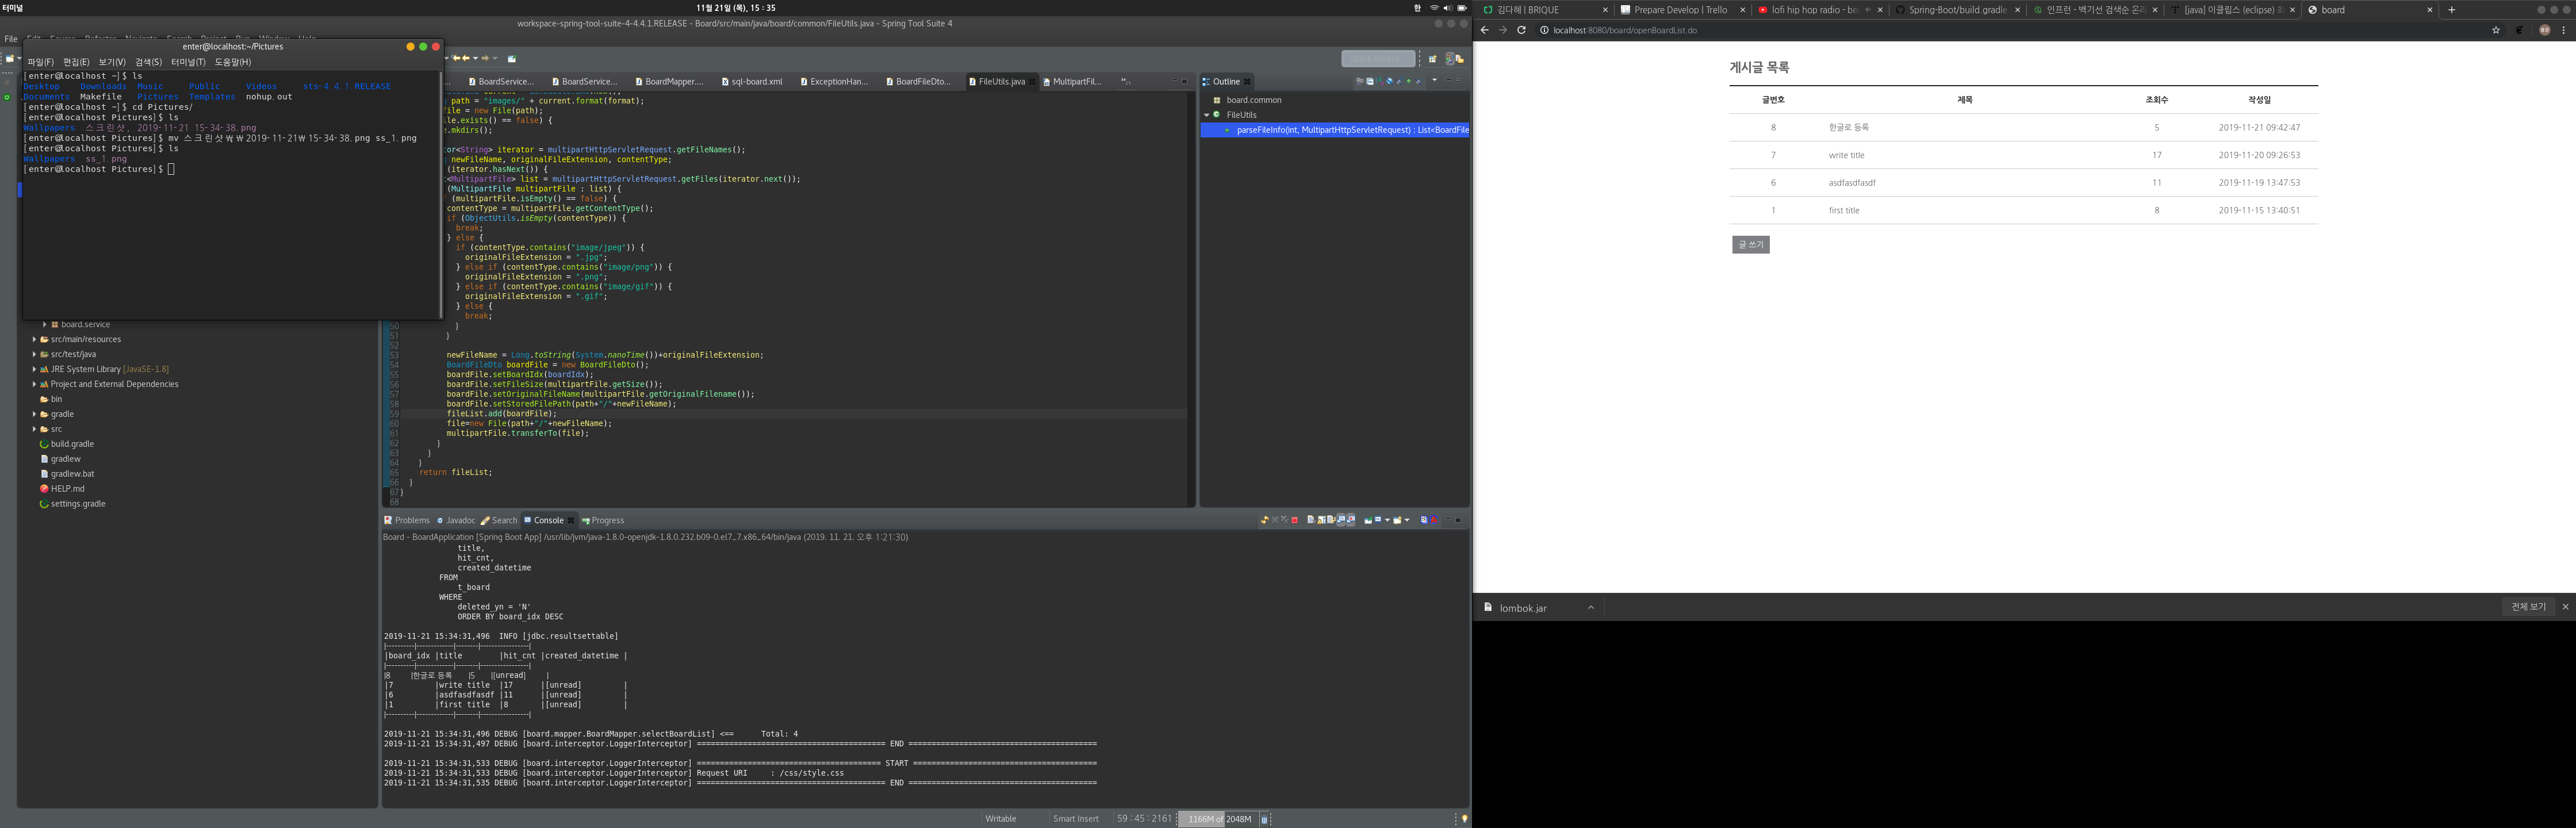 터미널
11월 21일 (목), 15 : 35
한
workspace-spring-tool-suite-4-4.4.1.RELEASE - Board/src/main/java/board/common/FileUtils.java - Spring Tool Suite 4
File
enter@localhost:~/Pictures
파일(F) 편집(E) 보기(V) 검색(S) 터미널(T) 도움말(H)
[enter@localhost ~]$ ls
Desktop Downloads Music Public Videos sts-4.4.1.RELEASE
Documents Makefile Pictures Templates nohup.out
[enter@localhost ~]$ cd Pictures/
[enter@localhost Pictures]$ ls
Wallpapers 스크린샷, 2019-11-21 15-34-38.png
[enter@localhost Pictures]$ mv 스크린샷₩,₩ 2019-11-21₩ 15-34-38.png ss_1.png
[enter@localhost Pictures]$ ls
Wallpapers ss_1.png
[enter@localhost Pictures]$
board.service
src/main/resources
src/test/java
JRE System Library [JavaSE-1.8]
Project and External Dependencies
bin
gradle
src
build.gradle
gradlew
gradlew.bat
HELP.md
settings.gradle
BoardService...
BoardService...
BoardMapper....
sql-board.xml
ExceptionHan...
BoardFileDto...
FileUtils.java
MultipartFil...
path = "images/" + current.format(format);
file = new File(path);
ile.exists() == false) {
.mkdirs();
tor<String> iterator = multipartHttpServletRequest.getFileNames();
newFileName, originalFileExtension, contentType;
(iterator.hasNext()) {
t<MultipartFile> list = multipartHttpServletRequest.getFiles(iterator.next());
(MultipartFile multipartFile : list) {
(multipartFile.isEmpty() == false) {
contentType = multipartFile.getContentType();
if (ObjectUtils.isEmpty(contentType)) {
break;
} else {
if (contentType.contains("image/jpeg")) {
originalFileExtension = ".jpg";
} else if (contentType.contains("image/png")) {
originalFileExtension = ".png";
} else if (contentType.contains("image/gif")) {
originalFileExtension = ".gif";
} else {
break;
50 }
51 }
52
53 newFileName = Long.toString(System.nanoTime())+originalFileExtension;
54 BoardFileDto boardFile = new BoardFileDto();
55 boardFile.setBoardIdx(boardIdx);
56 boardFile.setFileSize(multipartFile.getSize());
57 boardFile.setOriginalFileName(multipartFile.getOriginalFilename());
58 boardFile.setStoredFilePath(path+"/"+newFileName);
59 fileList.add(boardFile);
60 file=new File(path+"/"+newFileName);
61 multipartFile.transferTo(file);
62 }
63 }
64 }
65 return fileList;
66 }
67 }
68
Outline
board.common
FileUtils
parseFileInfo(int, MultipartHttpServletRequest) : List<BoardFile
Problems Javadoc Search Console Progress
Board - BoardApplication [Spring Boot App] /usr/lib/jvm/java-1.8.0-openjdk-1.8.0.232.b09-0.el7_7.x86_64/bin/java (2019. 11. 21. 오후 1:21:30)
title,
hit_cnt,
created_datetime
FROM
t_board
WHERE
deleted_yn = 'N'
ORDER BY board_idx DESC
2019-11-21 15:34:31,496 INFO [jdbc.resultsettable]
|----------|------------|--------|-----------------|
|board_idx |title |hit_cnt |created_datetime |
|----------|------------|--------|-----------------|
|8 |한글로 등록 |5 |[unread] |
|7 |write title |17 |[unread] |
|6 |asdfasdfasdf |11 |[unread] |
|1 |first title |8 |[unread] |
|----------|------------|--------|-----------------|
2019-11-21 15:34:31,496 DEBUG [board.mapper.BoardMapper.selectBoardList] <== Total: 4
2019-11-21 15:34:31,497 DEBUG [board.interceptor.LoggerInterceptor] ========================================= END =========================================
2019-11-21 15:34:31,533 DEBUG [board.interceptor.LoggerInterceptor] ======================================== START ========================================
2019-11-21 15:34:31,533 DEBUG [board.interceptor.LoggerInterceptor] Request URI : /css/style.css
2019-11-21 15:34:31,535 DEBUG [board.interceptor.LoggerInterceptor] ========================================= END =========================================
Writable Smart Insert 59 : 45 : 2161 1166M of 2048M
김다혜 | BRIQUE
Prepare Develop | Trello
lofi hip hop radio - be
Spring-Boot/build.gradle
인프런 - 백기선 검색순 온라
[java] 이클립스 (eclipse)
board
localhost:8080/board/openBoardList.do
게시글 목록
글번호 제목 조회수 작성일
8 한글로 등록 5 2019-11-21 09:42:47
7 write title 17 2019-11-20 09:26:53
6 asdfasdfasdf 11 2019-11-19 13:47:53
1 first title 8 2019-11-15 13:40:51
글 쓰기
lombok.jar
전체 보기